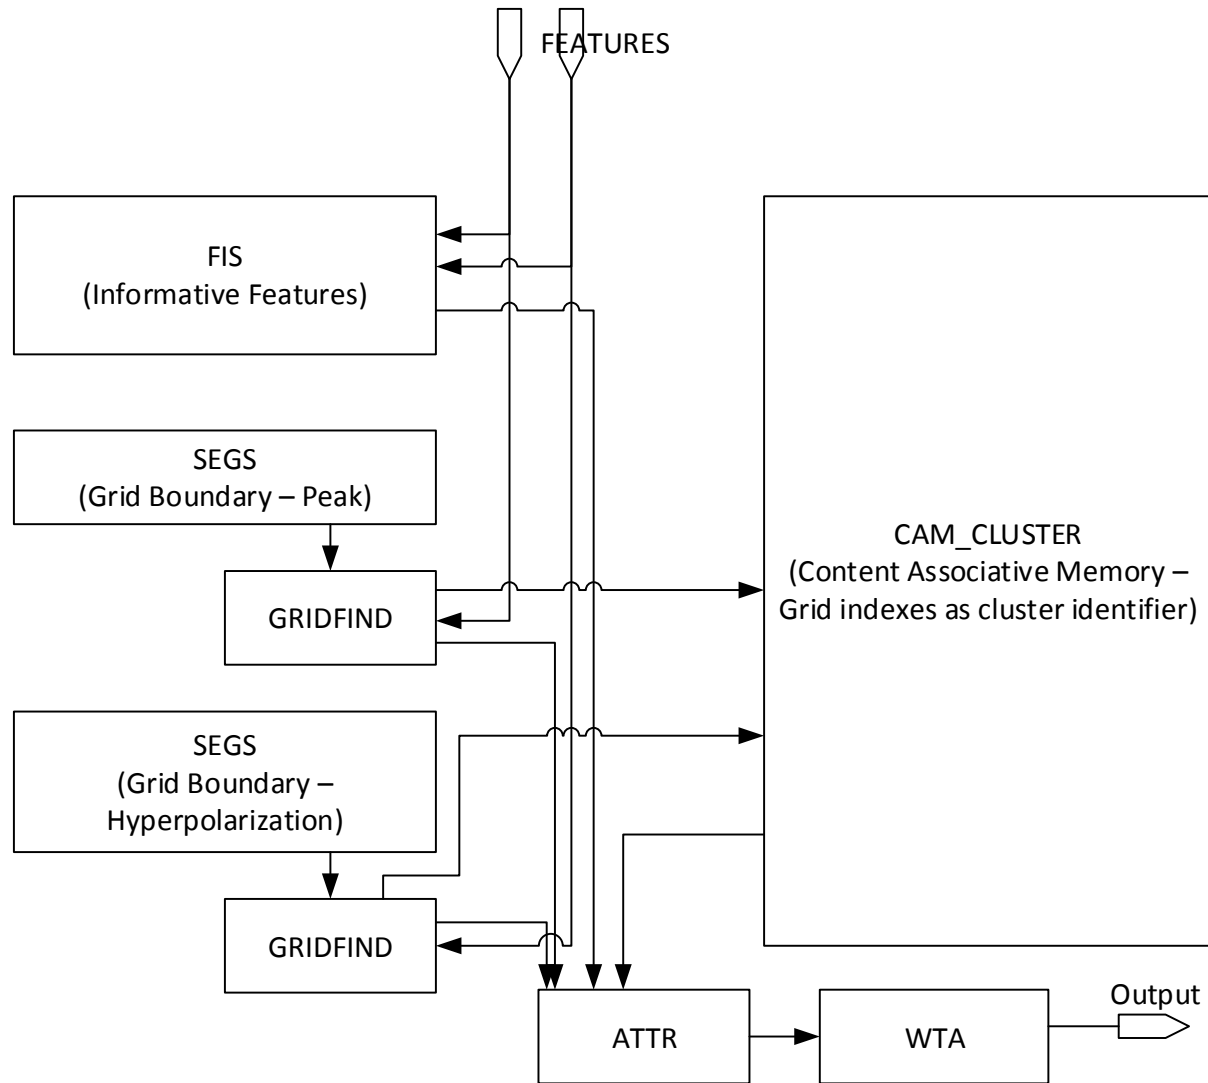 FEATURES
FIS
(Informative Features)
SEGS
(Grid Boundary – Peak)
GRIDFIND
SEGS
(Grid Boundary –
Hyperpolarization)
GRIDFIND
CAM_CLUSTER
(Content Associative Memory –
Grid indexes as cluster identifier)
ATTR
WTA
Output